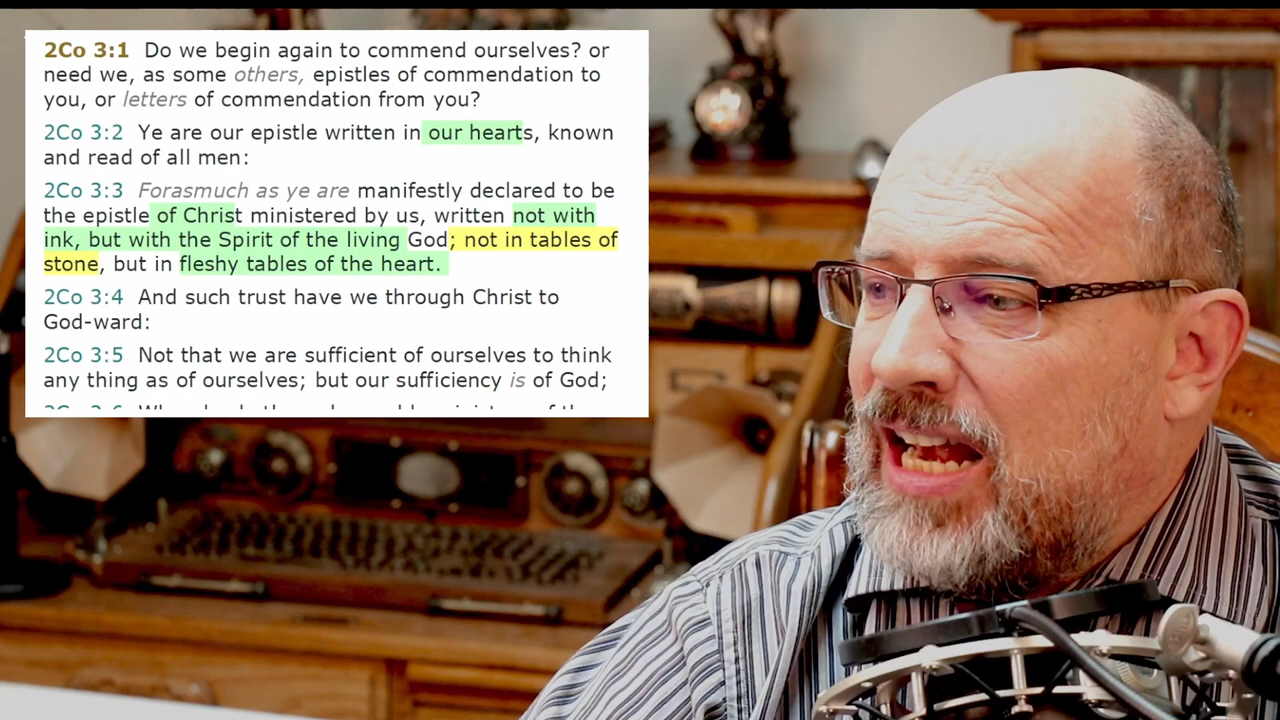 2Co 3:1 Do we begin again to commend ourselves? or
need we, as some others, epistles of commendation to
you, or letters of commendation from you?
2Co 3:2 Ye are our epistle written in our hearts, known
and read of all men:
2Co 3:3 Forasmuch as ye are manifestly declared to be
the epistle of Christ ministered by us, written not with
ink, but with the Spirit of the living God; not in tables of
stone, but in fleshy tables of the heart.
2Co 3:4 And such trust have we through Christ to
God-ward:
2Co 3:5 Not that we are sufficient of ourselves to think
any thing as of ourselves; but our sufficiency is of God;